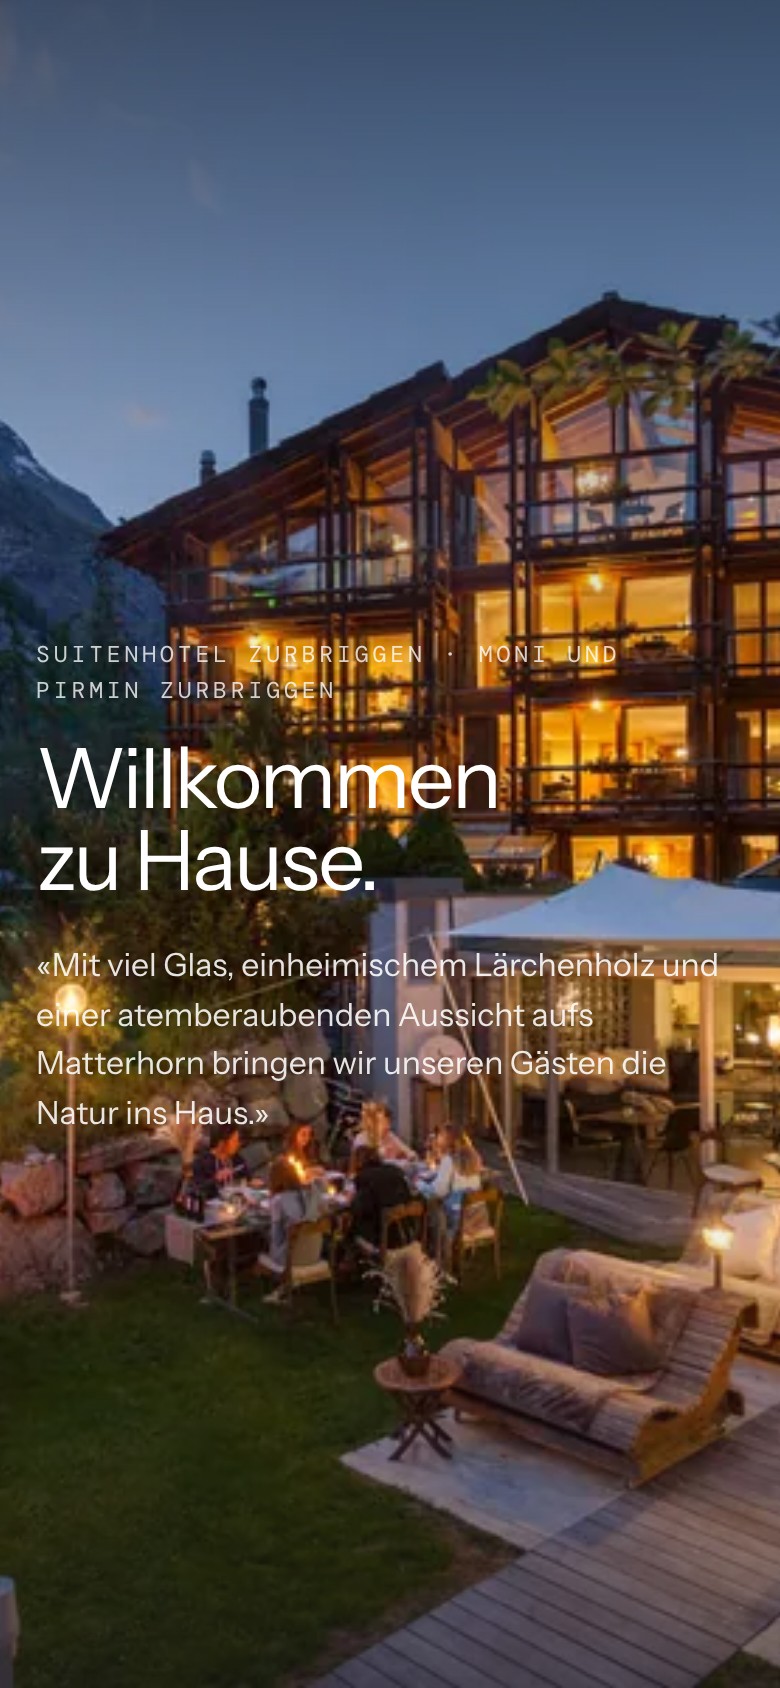 SUITENHOTEL ZURBRIGGEN · MONI UND
PIRMIN ZURBRIGGEN
Willkommen
zu Hause.
«Mit viel Glas, einheimischem Lärchenholz und
einer atemberaubenden Aussicht aufs
Matterhorn bringen wir unseren Gästen die
Natur ins Haus.»